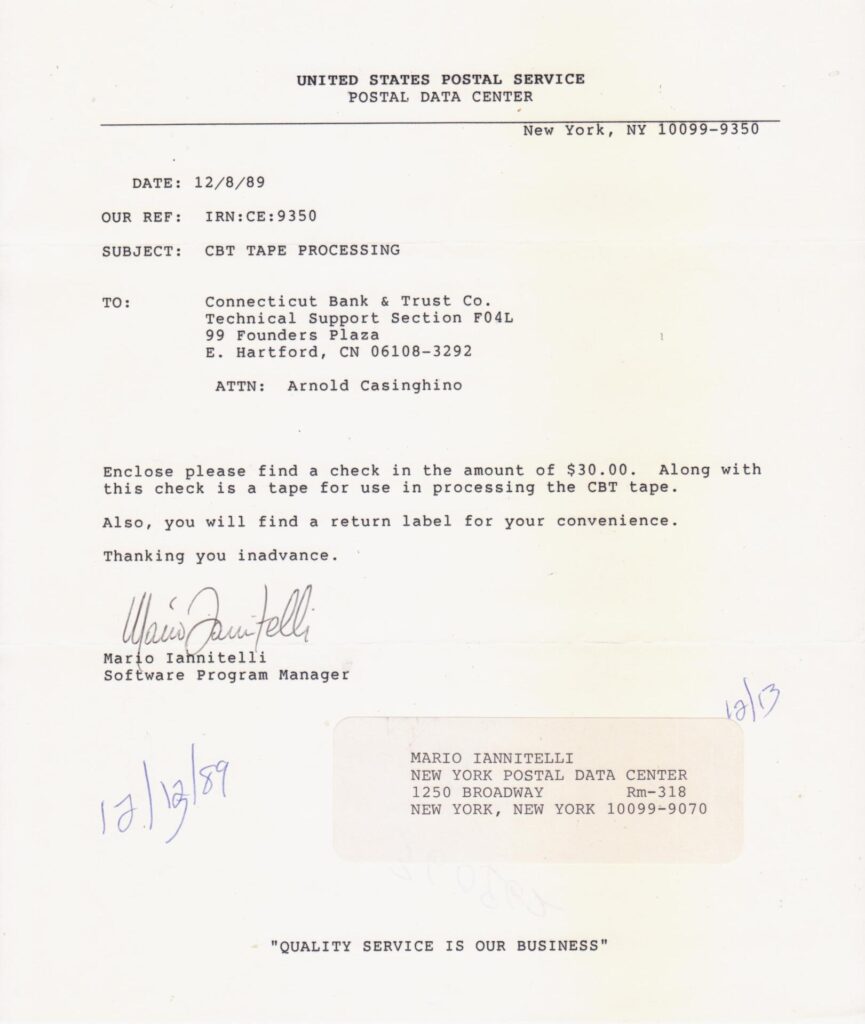 UNITED STATES POSTAL SERVICE
POSTAL DATA CENTER
New York, NY 10099-9350
DATE: 12/8/89
OUR REF: IRN:CE:9350
SUBJECT: CBT TAPE PROCESSING
TO: Connecticut Bank & Trust Co.
Technical Support Section F04L
99 Founders Plaza
E. Hartford, CN 06108-3292
ATTN: Arnold Casinghino
Enclose please find a check in the amount of $30.00. Along with
this check is a tape for use in processing the CBT tape.
Also, you will find a return label for your convenience.
Thanking you inadvance.
Mario Iannitelli
Mario Iannitelli
Software Program Manager
12/13
12/13/89
MARIO IANNITELLI
NEW YORK POSTAL DATA CENTER
1250 BROADWAY Rm-318
NEW YORK, NEW YORK 10099-9070
"QUALITY SERVICE IS OUR BUSINESS"